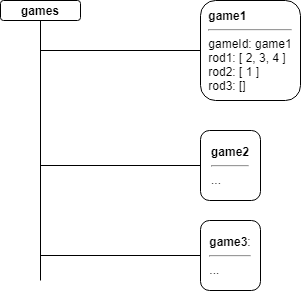 games
game1
gameId: game1
rod1: [ 2, 3, 4 ]
rod2: [ 1 ]
rod3: []
game2
...
game3:
...